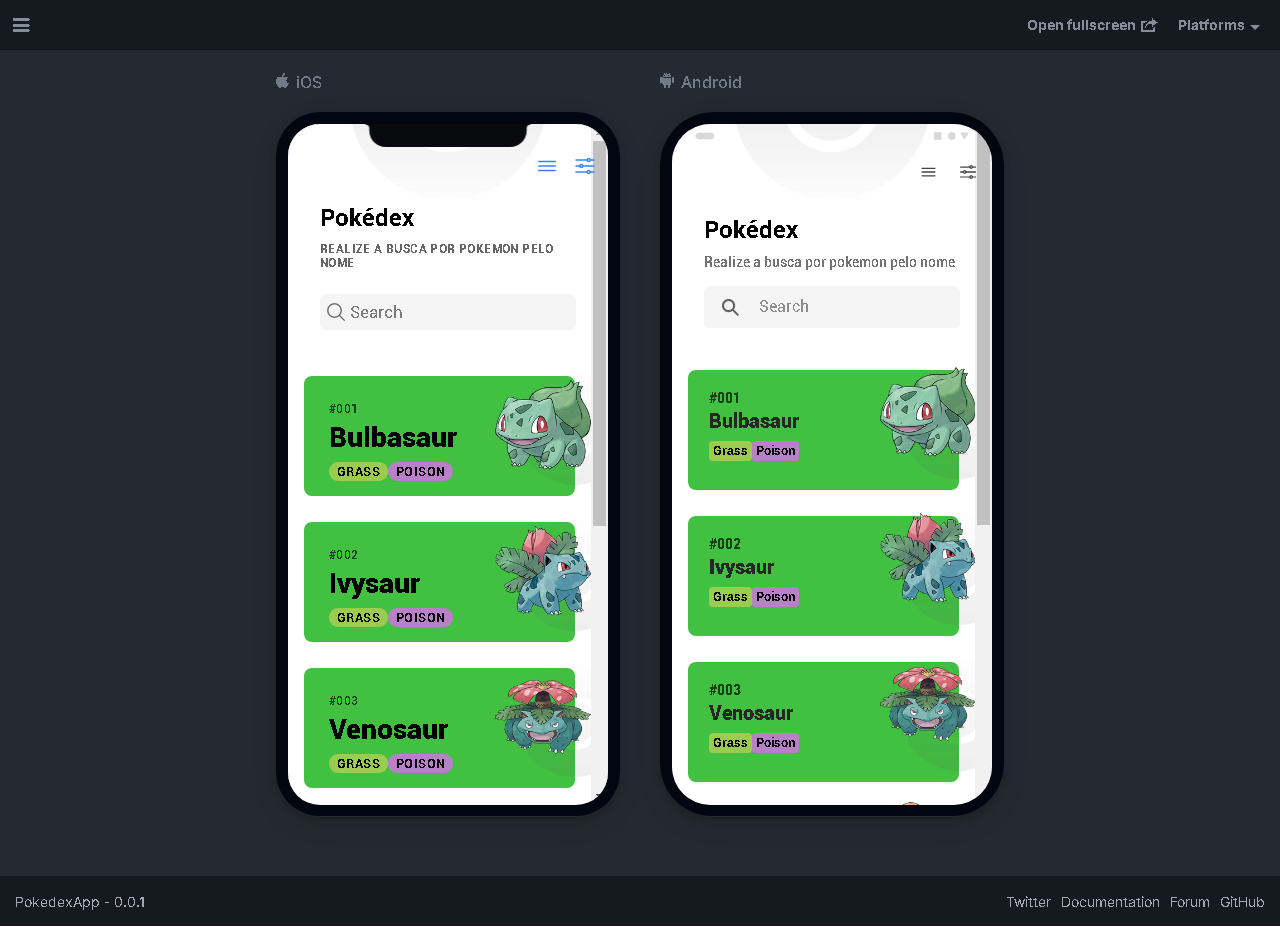 Open fullscreen Platforms
iOS
Pokédex
REALIZE A BUSCA POR POKEMON PELO
NOME
Search
#001
Bulbasaur
GRASS POISON
#002
Ivysaur
GRASS POISON
#003
Venosaur
GRASS POISON
Android
Pokédex
Realize a busca por pokemon pelo nome
Search
#001
Bulbasaur
Grass Poison
#002
Ivysaur
Grass Poison
#003
Venosaur
Grass Poison
PokedexApp - 0.0.1
Twitter Documentation Forum GitHub